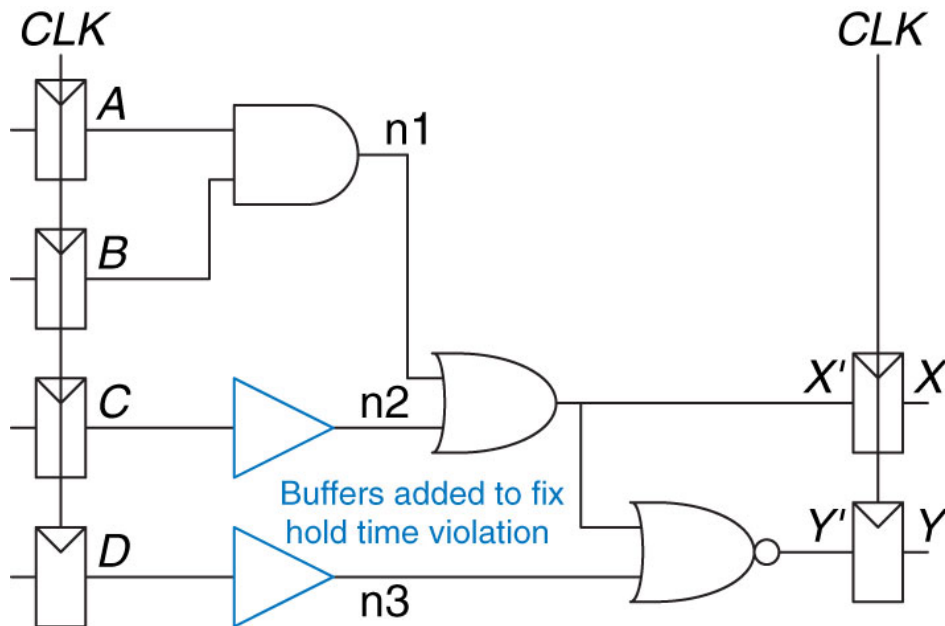 CLK
CLK
A
n1
B
C
n2
X'
X
Buffers added to fix
hold time violation
D
n3
Y'
Y